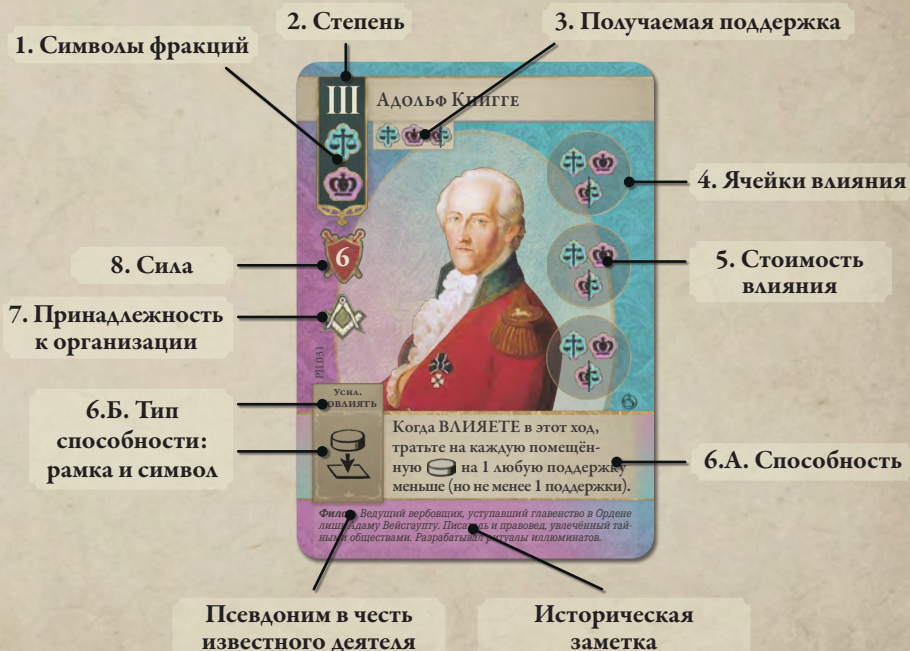 2. Степень
3. Получаемая поддержка
1. Символы фракций
III
Адольф Книгге
4. Ячейки влияния
8. Сила
6
5. Стоимость
влияния
7. Принадлежность
к организации
Усил.
6.Б. Тип
способности:
рамка и символ
Когда ВЛИЯЕТЕ в этот ход,
тратьте на каждую помещён-
ную на 1 любую поддержку
меньше (но не менее 1 поддержки).
6.А. Способность
Ведущий вербовщик, уступавший главенство в Ордене
лишь Адаму Вейсгаупту. Писатель и правовед, увлечённый тай-
ными обществами. Разрабатывал ритуалы иллюминатов.
Псевдоним в честь
известного деятеля
Историческая
заметка